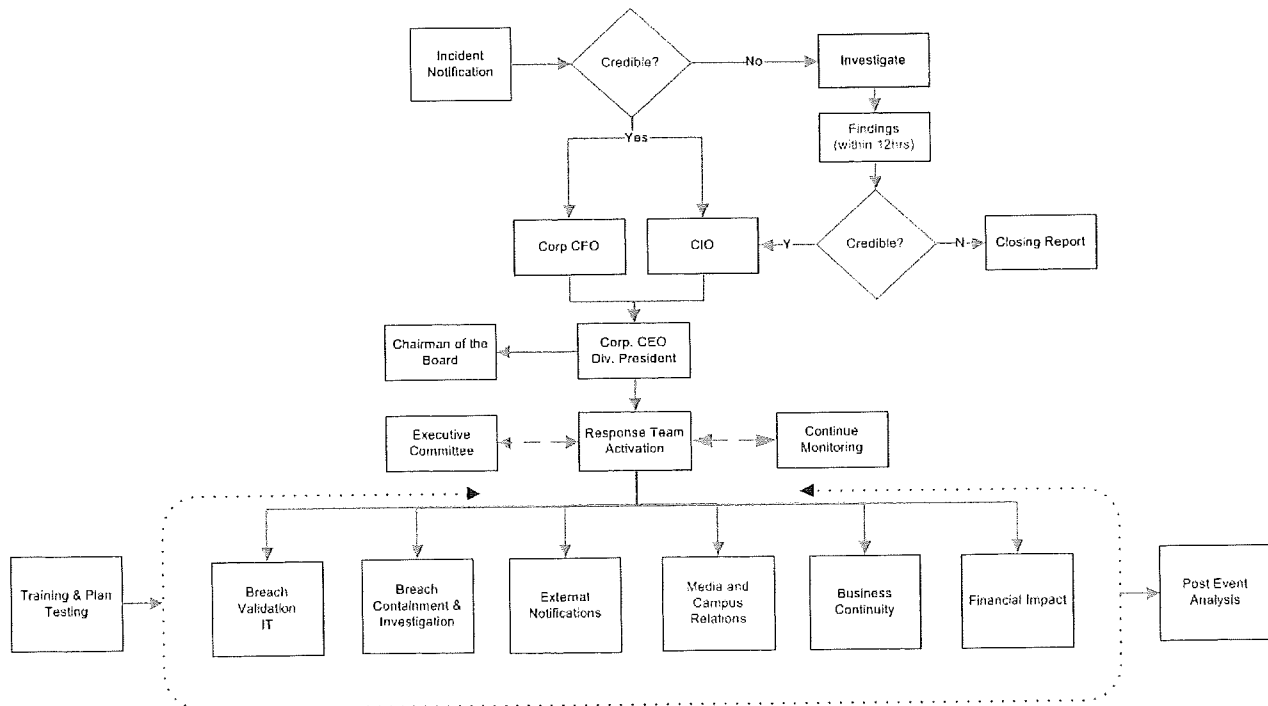 Incident
Notification
Credible?
No
Investigate
Yes
Findings
(within 12hrs)
Corp CFO
CIO
Y
Credible?
N
Closing Report
Chairman of the
Board
Corp. CEO
Div. President
Executive
Committee
Response Team
Activation
Continue
Monitoring
Training & Plan
Testing
Breach
Validation
IT
Breach
Containment &
Investigation
External
Notifications
Media and
Campus
Relations
Business
Continuity
Financial Impact
Post Event
Analysis